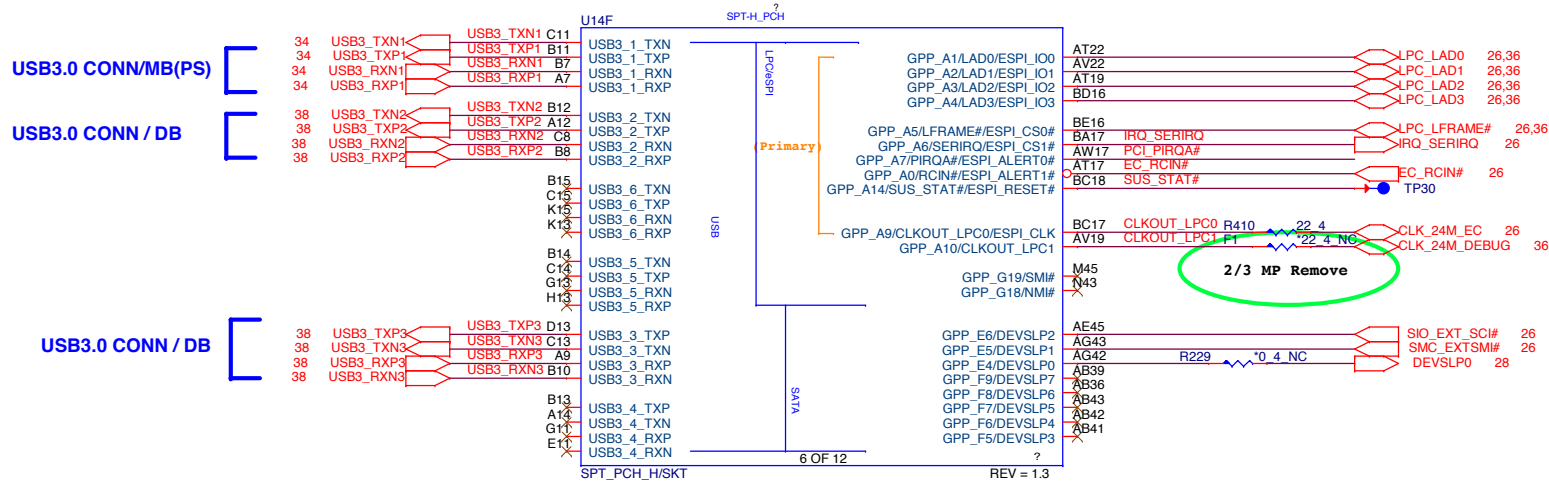 ?
U14F SPT-H_PCH
USB3.0 CONN/MB(PS)
34 USB3_TXN1 USB3_TXN1 C11 USB3_1_TXN
34 USB3_TXP1 USB3_TXP1 B11 USB3_1_TXP
34 USB3_RXN1 USB3_RXN1 B7 USB3_1_RXN
34 USB3_RXP1 USB3_RXP1 A7 USB3_1_RXP
USB3.0 CONN / DB
38 USB3_TXN2 USB3_TXN2 B12 USB3_2_TXN
38 USB3_TXP2 USB3_TXP2 A12 USB3_2_TXP
38 USB3_RXN2 USB3_RXN2 C8 USB3_2_RXN
38 USB3_RXP2 USB3_RXP2 B8 USB3_2_RXP
B15 USB3_6_TXN
C15 USB3_6_TXP
K15 USB3_6_RXN
K13 USB3_6_RXP
B14 USB3_5_TXN
C14 USB3_5_TXP
G13 USB3_5_RXN
H13 USB3_5_RXP
USB3.0 CONN / DB
38 USB3_TXP3 USB3_TXP3 D13 USB3_3_TXP
38 USB3_TXN3 USB3_TXN3 C13 USB3_3_TXN
38 USB3_RXP3 USB3_RXP3 A9 USB3_3_RXP
38 USB3_RXN3 USB3_RXN3 B10 USB3_3_RXN
B13 USB3_4_TXP
A14 USB3_4_TXN
G11 USB3_4_RXP
E11 USB3_4_RXN
LPC/eSPI
(Primary)
USB
SATA
GPP_A1/LAD0/ESPI_IO0 AT22 LPC_LAD0 26,36
GPP_A2/LAD1/ESPI_IO1 AV22 LPC_LAD1 26,36
GPP_A3/LAD2/ESPI_IO2 AT19 LPC_LAD2 26,36
GPP_A4/LAD3/ESPI_IO3 BD16 LPC_LAD3 26,36
GPP_A5/LFRAME#/ESPI_CS0# BE16 LPC_LFRAME# 26,36
GPP_A6/SERIRQ/ESPI_CS1# BA17 IRQ_SERIRQ IRQ_SERIRQ 26
GPP_A7/PIRQA#/ESPI_ALERT0# AW17 PCI_PIRQA#
GPP_A0/RCIN#/ESPI_ALERT1# AT17 EC_RCIN# EC_RCIN# 26
GPP_A14/SUS_STAT#/ESPI_RESET# BC18 SUS_STAT# TP30
GPP_A9/CLKOUT_LPC0/ESPI_CLK BC17 CLKOUT_LPC0 R410 22_4 CLK_24M_EC 26
GPP_A10/CLKOUT_LPC1 AV19 CLKOUT_LPC1 F1 *22_4_NC CLK_24M_DEBUG 36
2/3 MP Remove
GPP_G19/SMI# M45
GPP_G18/NMI# N43
GPP_E6/DEVSLP2 AE45 SIO_EXT_SCI# 26
GPP_E5/DEVSLP1 AG43 SMC_EXTSMI# 26
GPP_E4/DEVSLP0 AG42 R229 *0_4_NC DEVSLP0 28
GPP_F9/DEVSLP7 AB39
GPP_F8/DEVSLP6 AB36
GPP_F7/DEVSLP5 AB43
GPP_F6/DEVSLP4 AB42
GPP_F5/DEVSLP3 AB41
6 OF 12 ?
SPT_PCH_H/SKT REV = 1.3